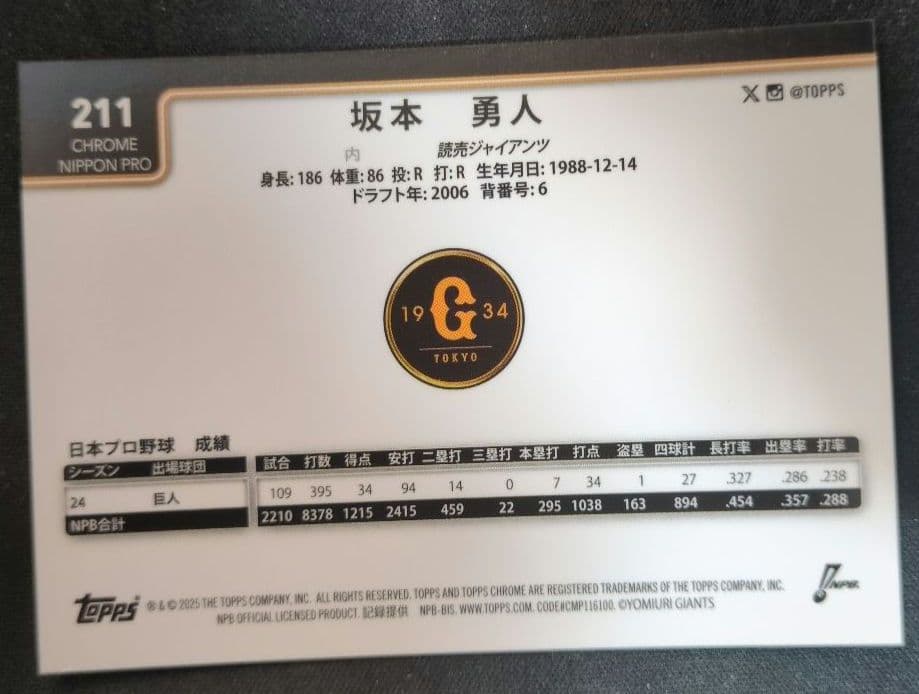 211
CHROME
NIPPON PRO
坂本 勇人
@TOPPS
内 読売ジャイアンツ
身長: 186 体重: 86 投: R 打: R 生年月日: 1988-12-14
ドラフト年: 2006 背番号: 6
19 G 34
TOKYO
日本プロ野球 成績
シーズン 出場球団 試合 打数 得点 安打 二塁打 三塁打 本塁打 打点 盗塁 四球計 長打率 出塁率 打率
24 巨人 109 395 34 94 14 0 7 34 1 27 .327 .286 .238
NPB合計 2210 8378 1215 2415 459 22 295 1038 163 894 .454 .357 .288
TOPPS ® & © 2025 THE TOPPS COMPANY, INC. ALL RIGHTS RESERVED. TOPPS AND TOPPS CHROME ARE REGISTERED TRADEMARKS OF THE TOPPS COMPANY, INC. NPB
NPB OFFICIAL LICENSED PRODUCT. 記録提供 NPB-BIS. WWW.TOPPS.COM. CODE#CMP116100. ©YOMIURI GIANTS